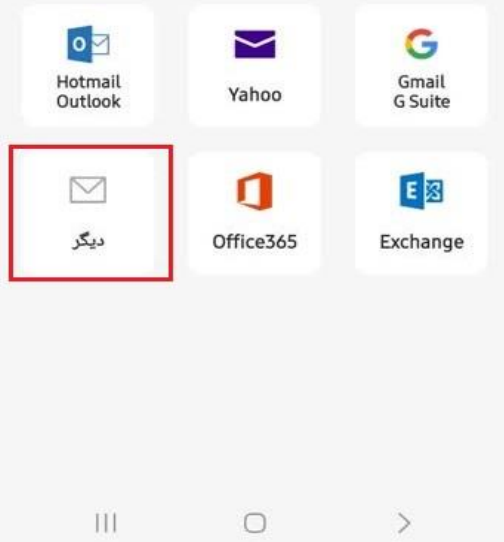 Gmail
G Suite
Yahoo
Hotmail
Outlook
Exchange
Office365
دیگر